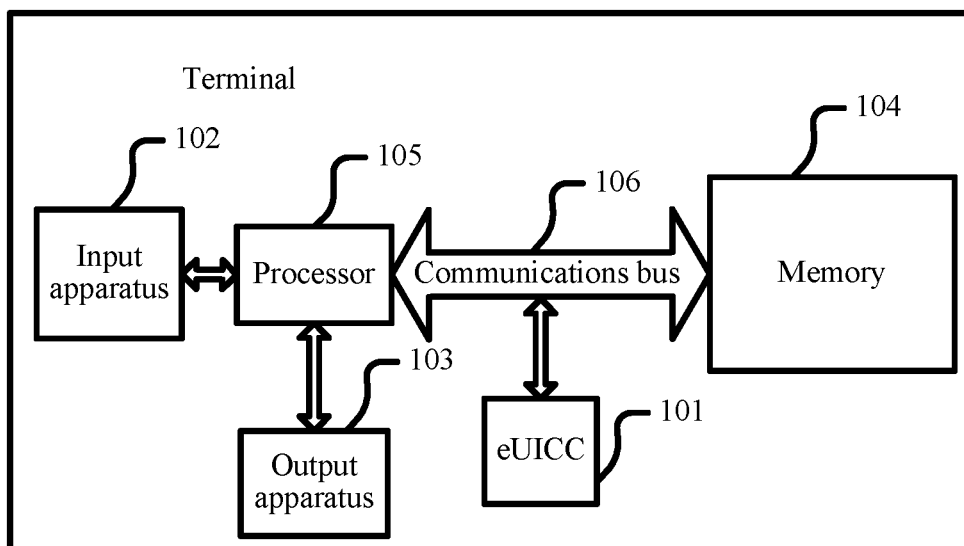 Terminal
102
105
106
104
Input
apparatus
Processor
Communications bus
Memory
103
101
Output
apparatus
eUICC